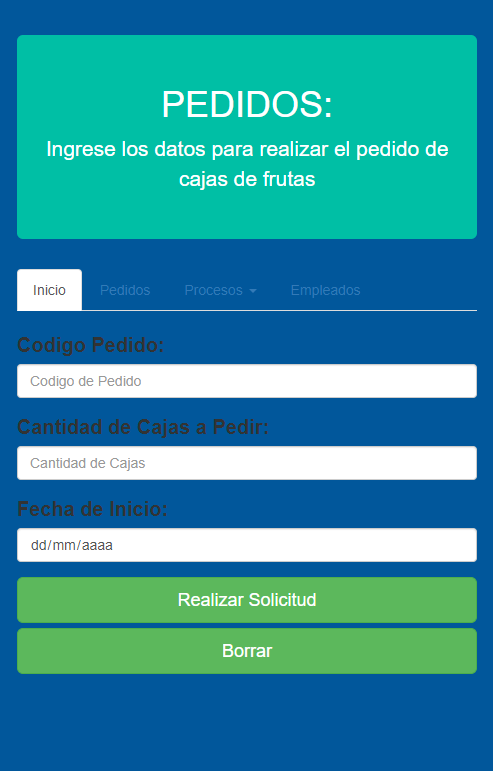 PEDIDOS:
Ingrese los datos para realizar el pedido de
cajas de frutas
Inicio Pedidos Procesos Empleados
Codigo Pedido:
Codigo de Pedido
Cantidad de Cajas a Pedir:
Cantidad de Cajas
Fecha de Inicio:
dd/mm/aaaa
Realizar Solicitud
Borrar